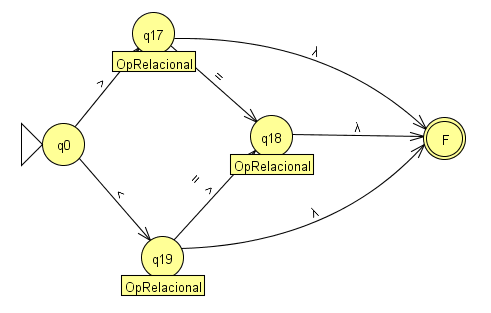 q17
OpRelacional
λ
>
=
q0
q18
OpRelacional
λ
F
<
=
>
q19
OpRelacional
λ